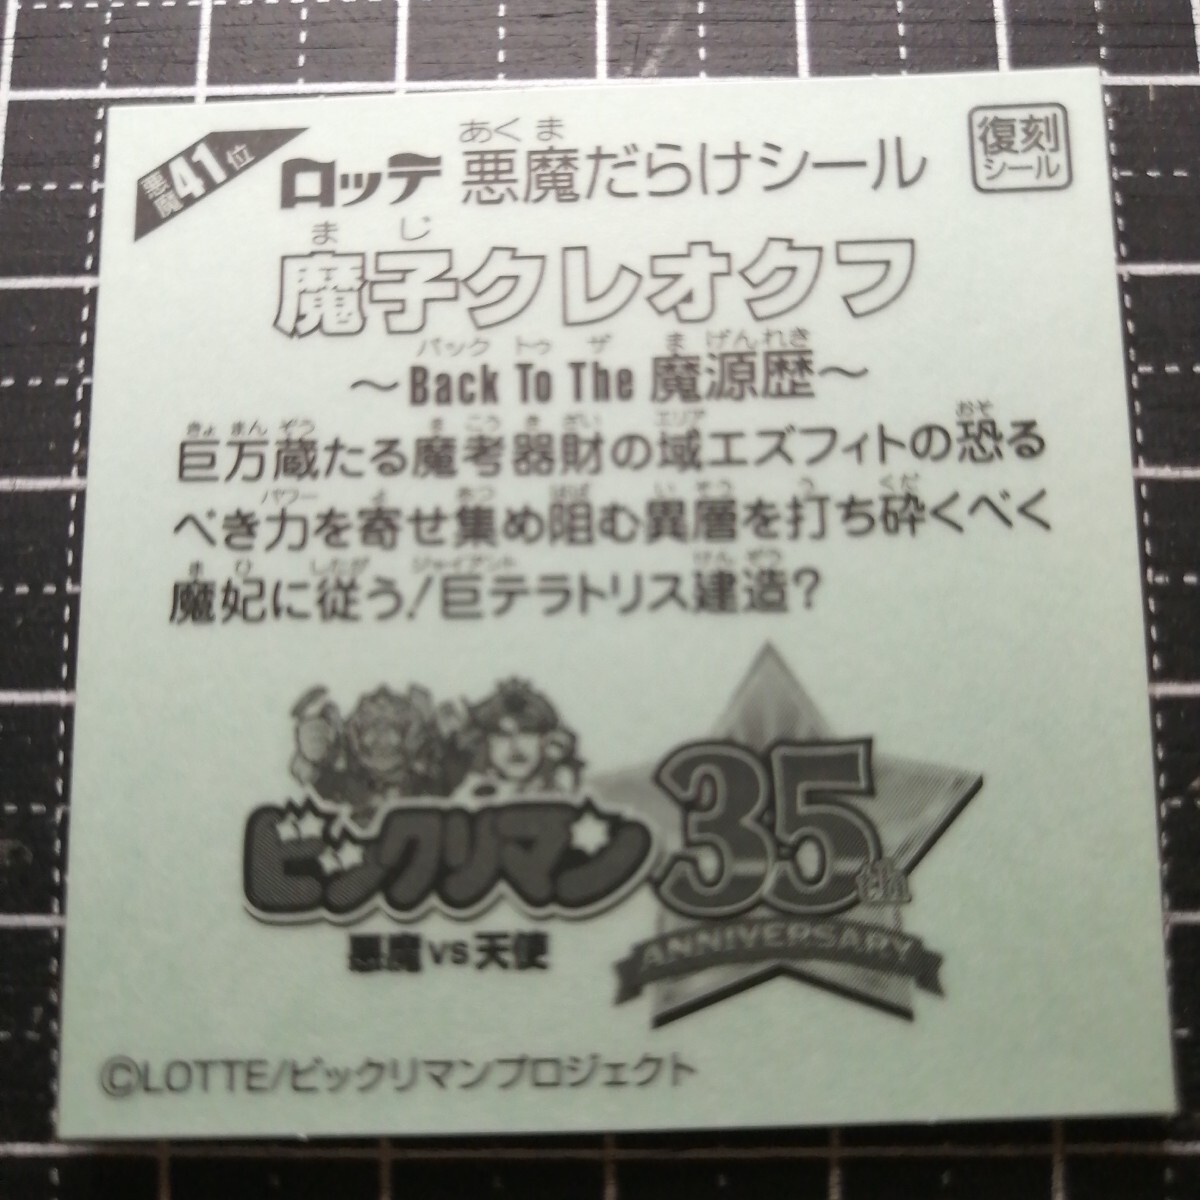 悪魔41位
ロッテ 悪魔だらけシール
あくま
復刻
シール
まじ
魔子クレオクフ
バック トゥ ザ まげんれき
～Back To The 魔源歴～
きょまんぞう まこうきざい エリア おそ
巨万蔵たる魔考器財の域エズフィトの恐る
パワー よ あつ はば いそう う くだ
べき力を寄せ集め阻む異層を打ち砕くべく
まひ したが ジャイアント けんぞう
魔妃に従う!巨テラトリス建造?
ビックリマン
悪魔vs天使
35th
ANNIVERSARY
©LOTTE/ビックリマンプロジェクト